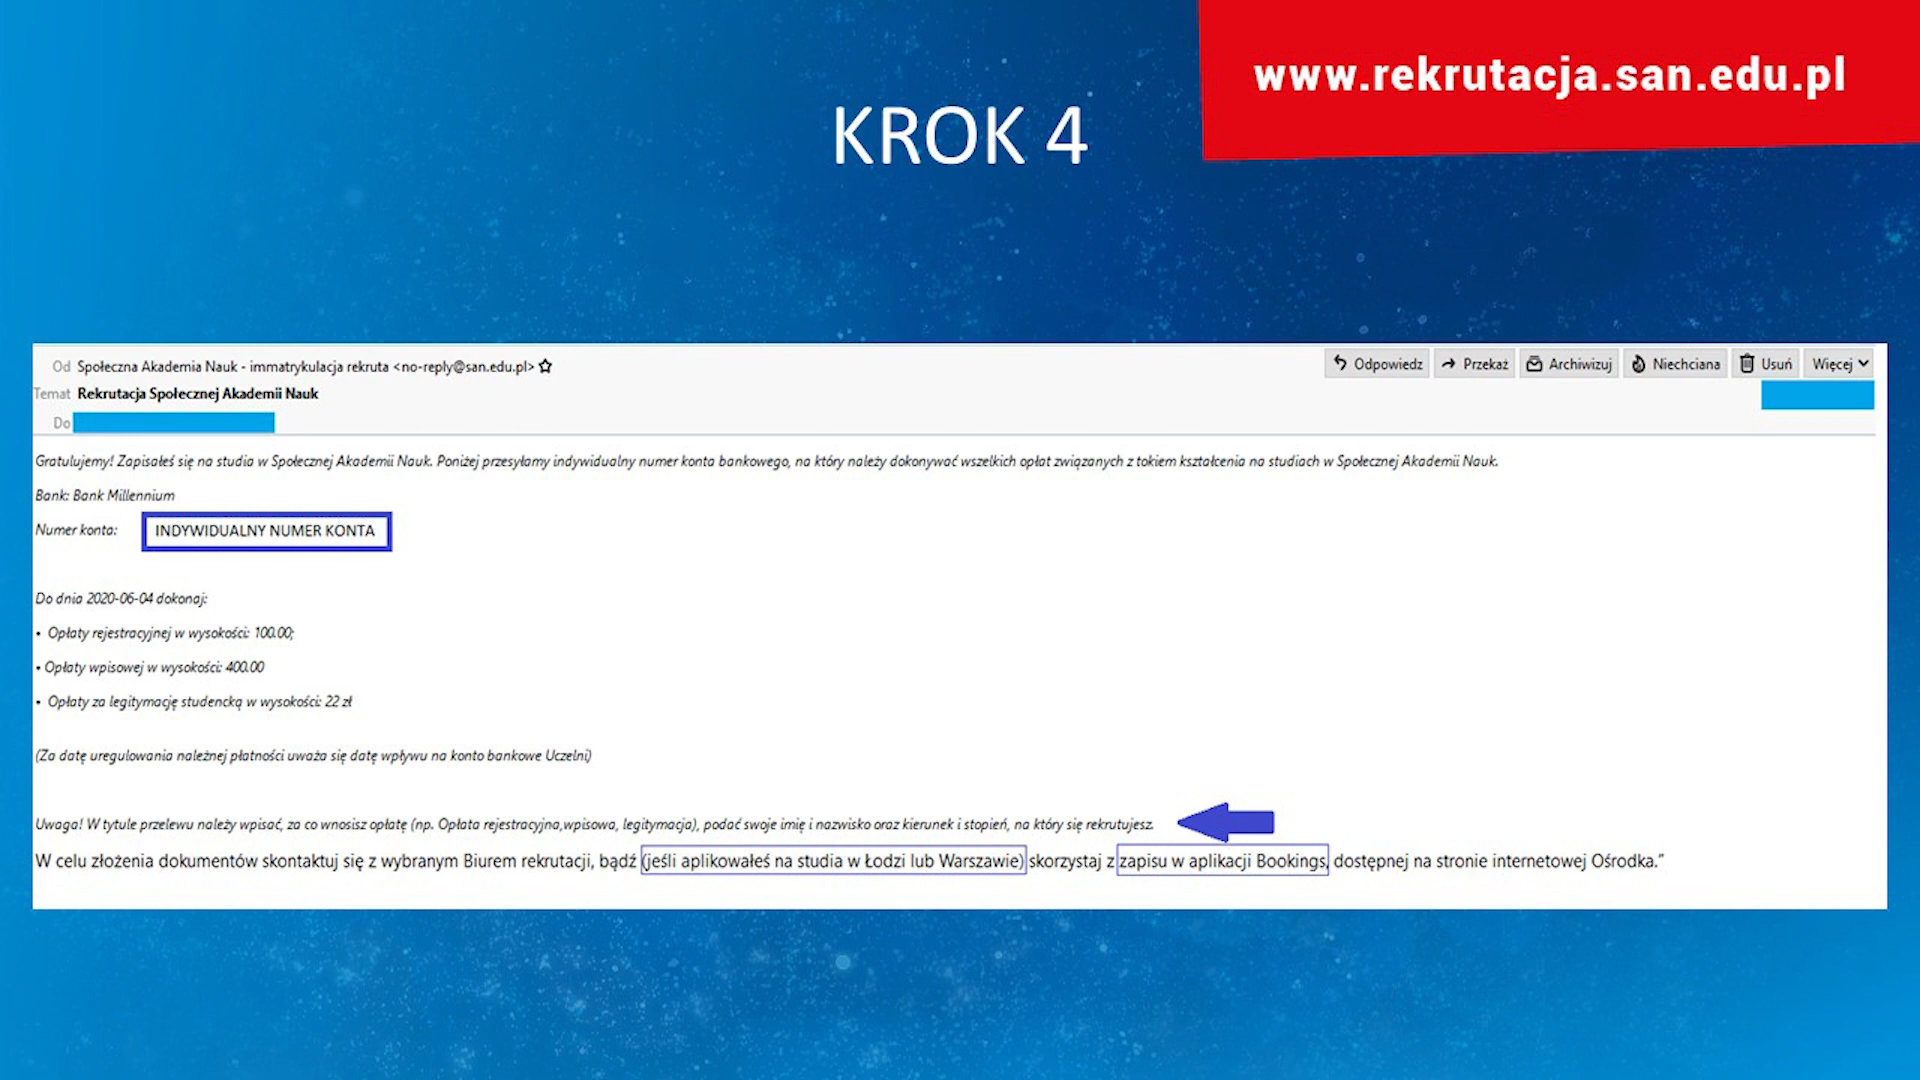 www.rekrutacja.san.edu.pl
KROK 4
Od Społeczna Akademia Nauk - immatrykulacja rekruta <no-reply@san.edu.pl>
Odpowiedz Przekaż Archiwizuj Niechciana Usuń Więcej
Temat Rekrutacja Społecznej Akademii Nauk
Do
Gratulujemy! Zapisałeś się na studia w Społecznej Akademii Nauk. Poniżej przesyłamy indywidualny numer konta bankowego, na który należy dokonywać wszelkich opłat związanych z tokiem kształcenia na studiach w Społecznej Akademii Nauk.
Bank: Bank Millennium
Numer konta: INDYWIDUALNY NUMER KONTA
Do dnia 2020-06-04 dokonaj:
• Opłaty rejestracyjnej w wysokości: 100.00;
• Opłaty wpisowej w wysokości: 400.00
• Opłaty za legitymację studencką w wysokości: 22 zł
(Za datę uregulowania należnej płatności uważa się datę wpływu na konto bankowe Uczelni)
Uwaga! W tytule przelewu należy wpisać, za co wnosisz opłatę (np. Opłata rejestracyjna,wpisowa, legitymacja), podać swoje imię i nazwisko oraz kierunek i stopień, na który się rekrutujesz.
W celu złożenia dokumentów skontaktuj się z wybranym Biurem rekrutacji, bądź (jeśli aplikowałeś na studia w Łodzi lub Warszawie) skorzystaj z zapisu w aplikacji Bookings, dostępnej na stronie internetowej Ośrodka.”